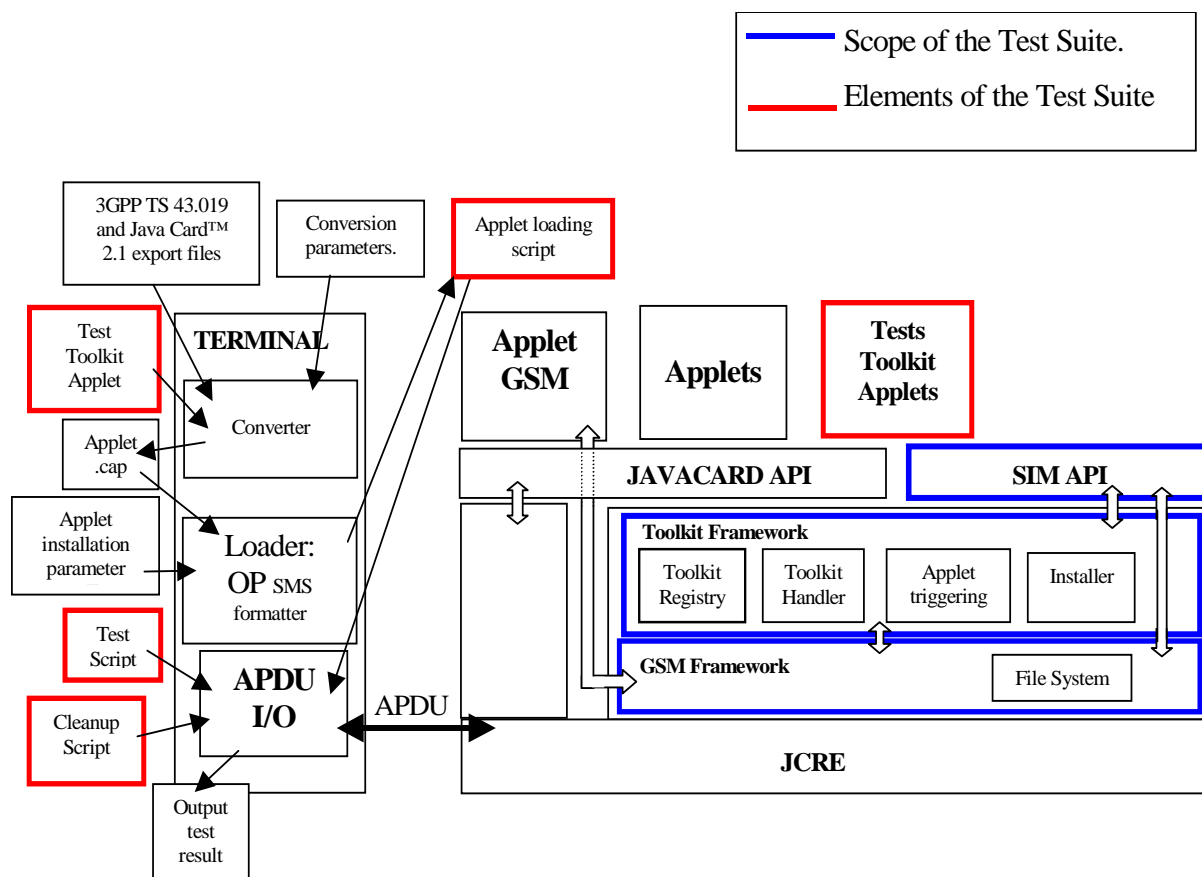 Scope of the Test Suite.
Elements of the Test Suite
3GPP TS 43.019
and Java Card™
2.1 export files
Conversion
parameters.
Applet loading
script
Test
Toolkit
Applet
TERMINAL
Converter
Applet
.cap
Applet
installation
parameter
Loader:
OP SMS
formatter
Test
Script
APDU
I/O
Cleanup
Script
Output
test
result
APDU
Applet
GSM
Applets
Tests
Toolkit
Applets
JAVACARD API
SIM API
Toolkit Framework
Toolkit
Registry
Toolkit
Handler
Applet
triggering
Installer
GSM Framework
File System
JCRE